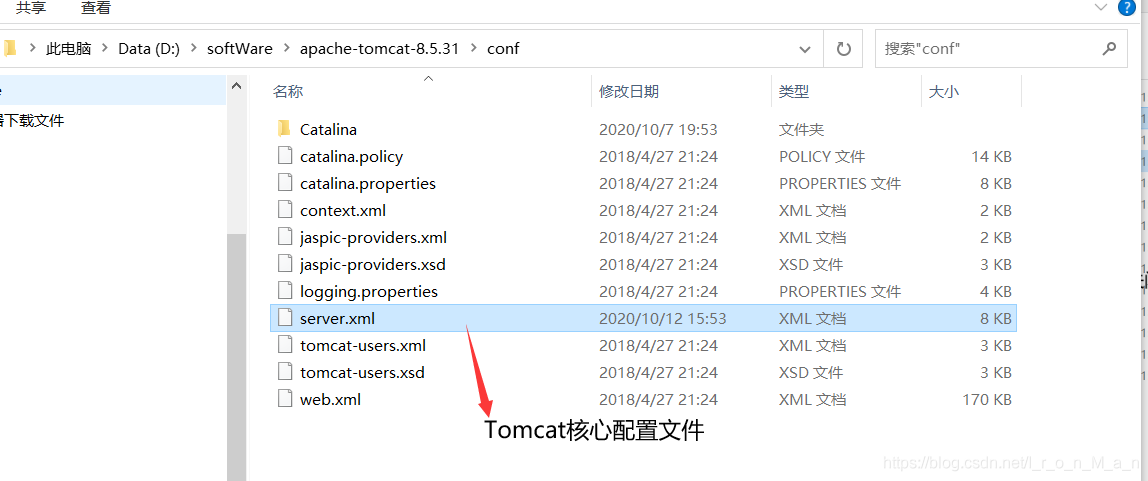 共享 查看
此电脑 Data (D:) softWare apache-tomcat-8.5.31 conf 搜索"conf"
名称 修改日期 类型 大小
Catalina 2020/10/7 19:53 文件夹
下载文件
catalina.policy 2018/4/27 21:24 POLICY 文件 14 KB
catalina.properties 2018/4/27 21:24 PROPERTIES 文件 8 KB
context.xml 2018/4/27 21:24 XML 文档 2 KB
jaspic-providers.xml 2018/4/27 21:24 XML 文档 2 KB
jaspic-providers.xsd 2018/4/27 21:24 XSD 文件 3 KB
logging.properties 2018/4/27 21:24 PROPERTIES 文件 4 KB
server.xml 2020/10/12 15:53 XML 文档 8 KB
tomcat-users.xml 2018/4/27 21:24 XML 文档 3 KB
tomcat-users.xsd 2018/4/27 21:24 XSD 文件 3 KB
web.xml 2018/4/27 21:24 XML 文档 170 KB
Tomcat核心配置文件
https://blog.csdn.net/I_r_o_n_M_a_n